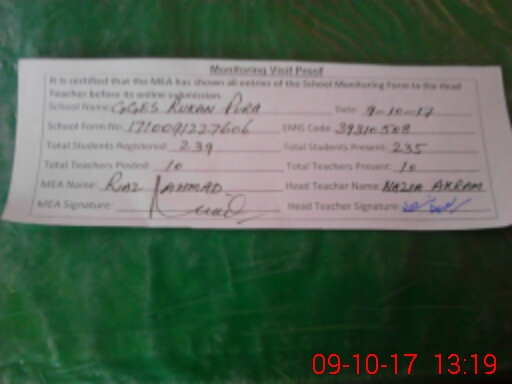 Monitoring Visit Proof
It is certified that the MEA has shown all entries of the School Monitoring Form to the Head
Teacher before its online submission.
School Name: GGES RUKAN PURA Date: 9-10-17
School Form No: 1710091227606 EMIS Code: 39310508
Total Students Registered: 239 Total Students Present: 235
Total Teachers Posted: 10 Total Teachers Present: 10
MEA Name: RIAZ AHMAD Head Teacher Name: NAZIA AKRAM
MEA Signature: Head Teacher Signature:
09-10-17 13:19